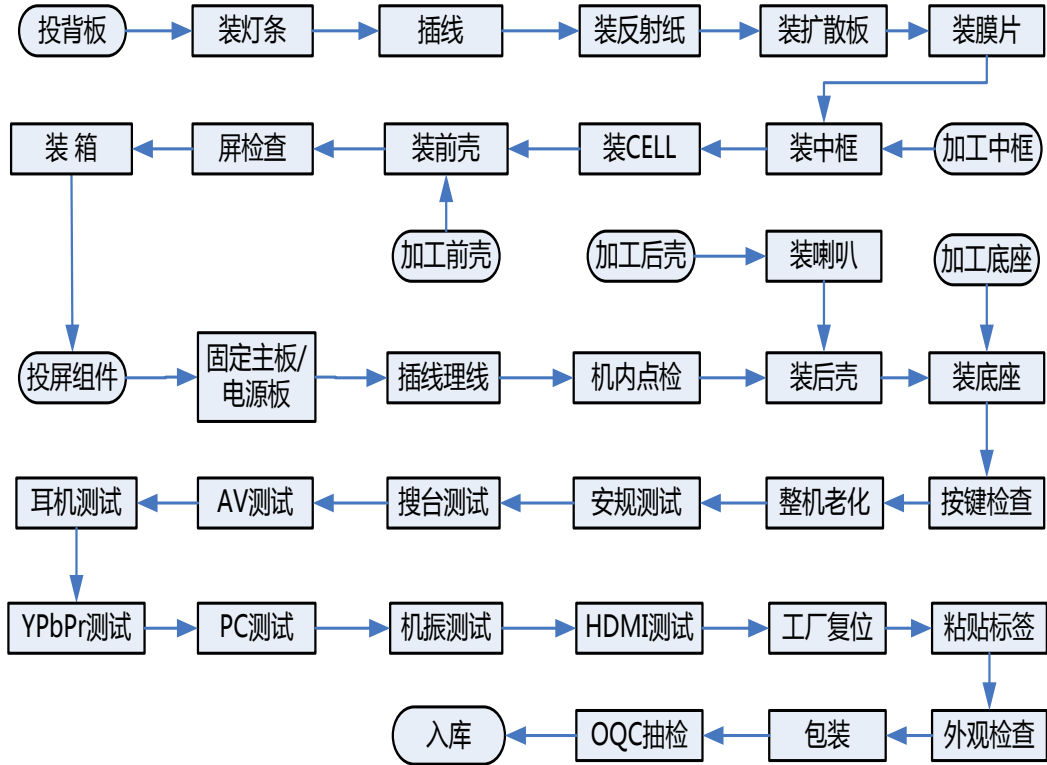 投背板
装灯条
插线
装反射纸
装扩散板
装膜片
装 箱
屏检查
装前壳
装CELL
装中框
加工中框
加工前壳
加工后壳
装喇叭
加工底座
投屏组件
固定主板/
电源板
插线理线
机内点检
装后壳
装底座
耳机测试
AV测试
搜台测试
安规测试
整机老化
按键检查
YPbPr测试
PC测试
机振测试
HDMI测试
工厂复位
粘贴标签
入库
OQC抽检
包装
外观检查